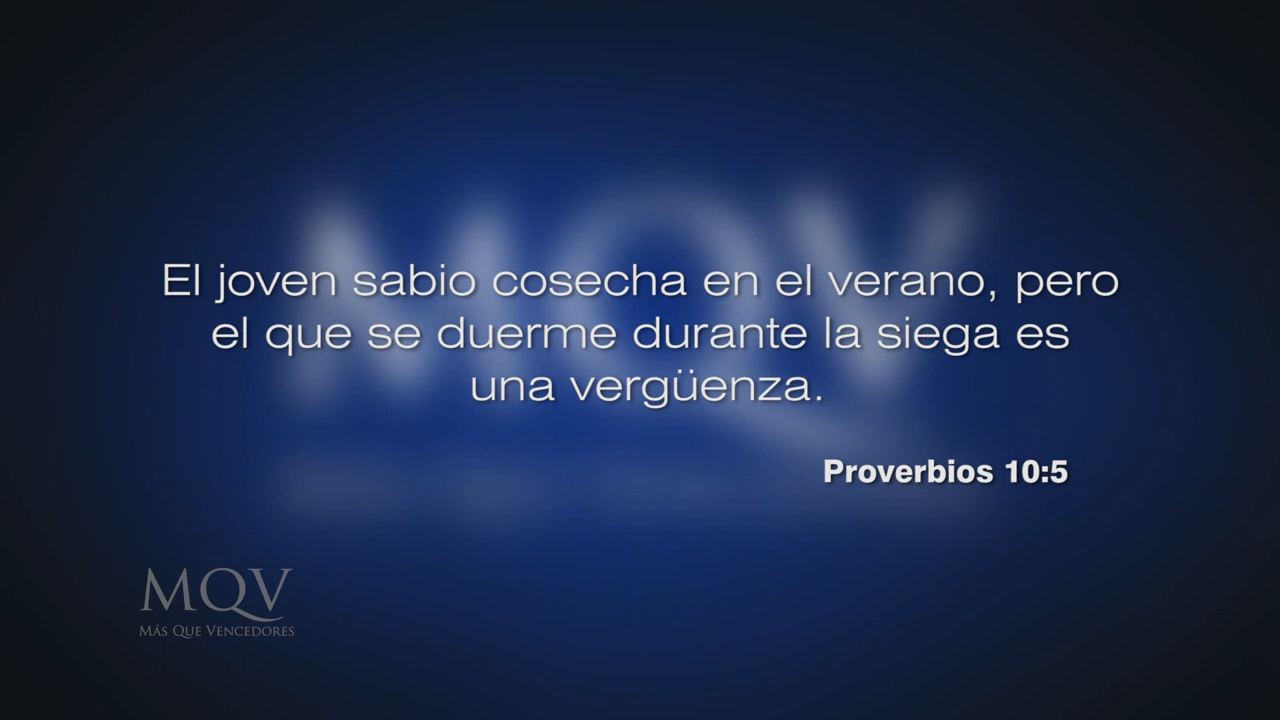 El joven sabio cosecha en el verano, pero
el que se duerme durante la siega es
una vergüenza.
Proverbios 10:5
MQV
MÁS QUE VENCEDORES